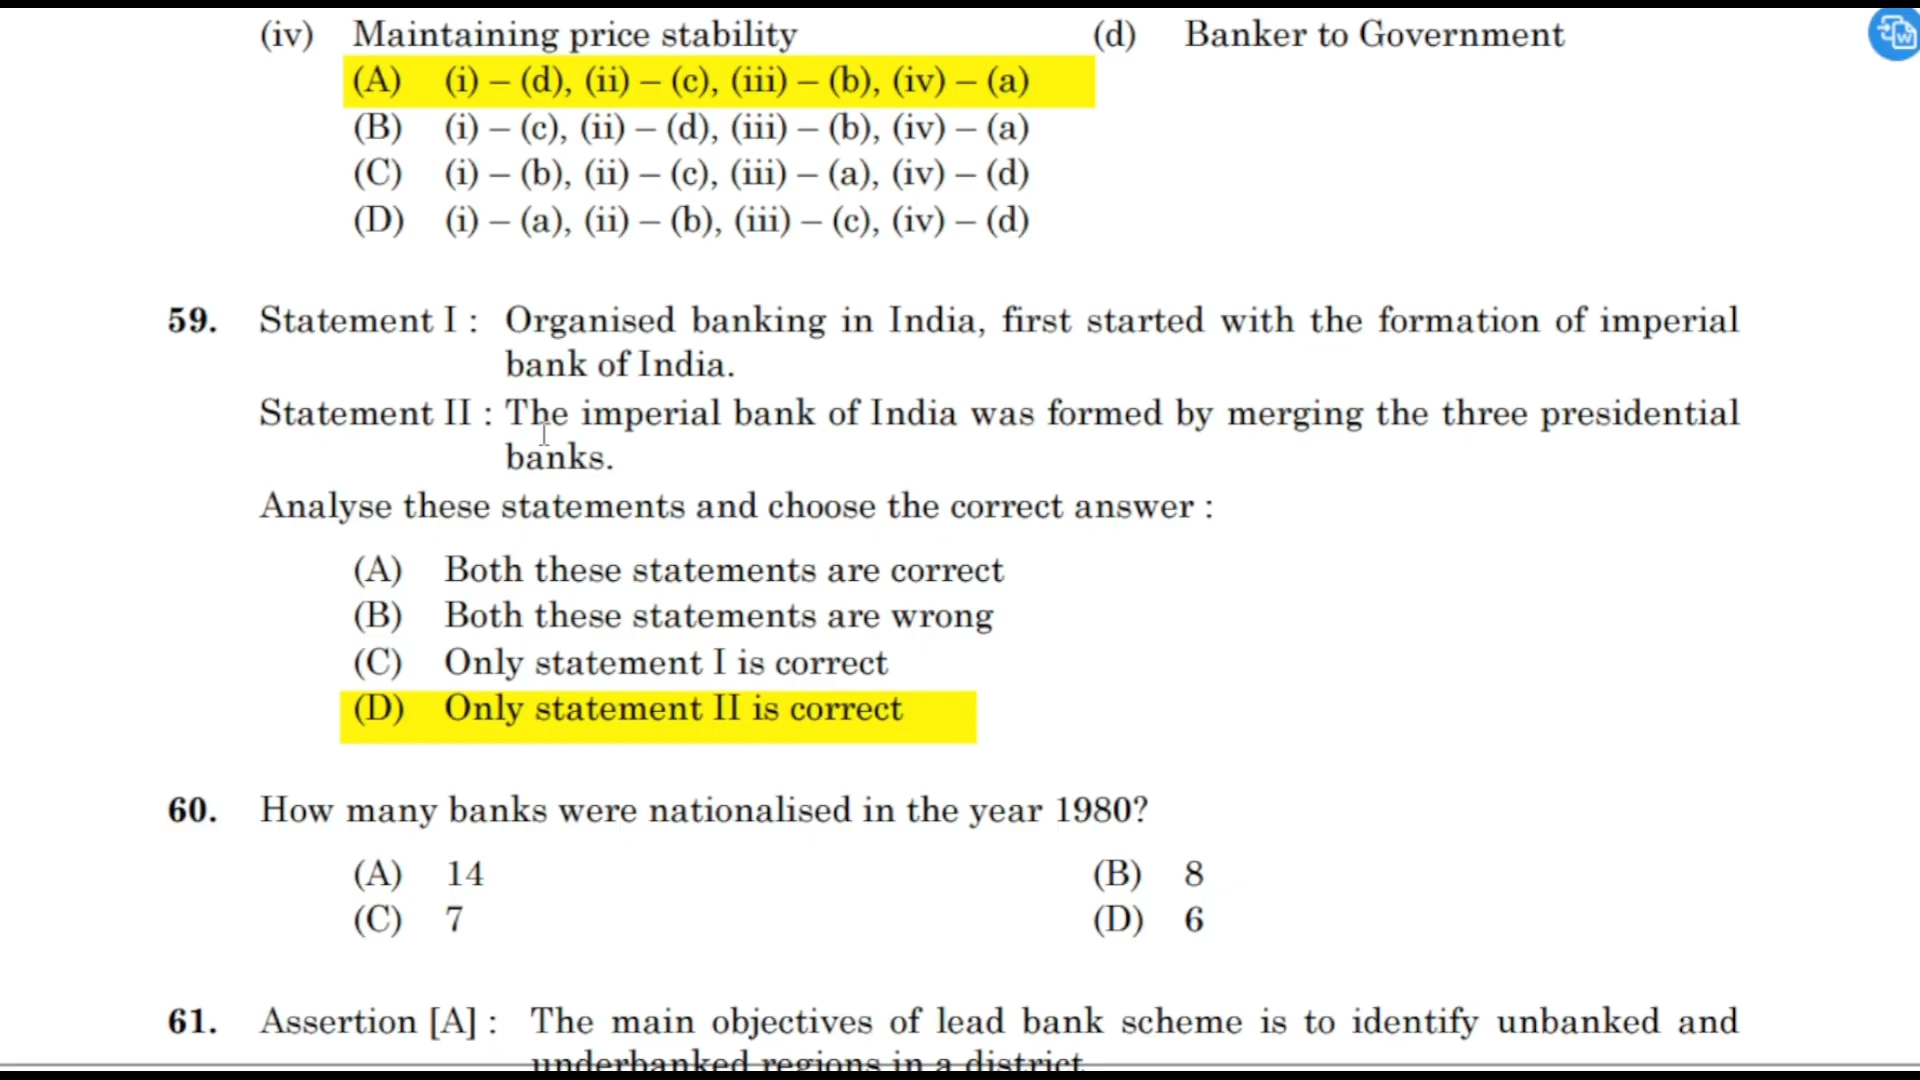 (iv) Maintaining price stability (d) Banker to Government
(A) (i) – (d), (ii) – (c), (iii) – (b), (iv) – (a)
(B) (i) – (c), (ii) – (d), (iii) – (b), (iv) – (a)
(C) (i) – (b), (ii) – (c), (iii) – (a), (iv) – (d)
(D) (i) – (a), (ii) – (b), (iii) – (c), (iv) – (d)
59. Statement I : Organised banking in India, first started with the formation of imperial
bank of India.
Statement II : The imperial bank of India was formed by merging the three presidential
banks.
Analyse these statements and choose the correct answer :
(A) Both these statements are correct
(B) Both these statements are wrong
(C) Only statement I is correct
(D) Only statement II is correct
60. How many banks were nationalised in the year 1980?
(A) 14 (B) 8
(C) 7 (D) 6
61. Assertion [A] : The main objectives of lead bank scheme is to identify unbanked and
underbanked regions in a district